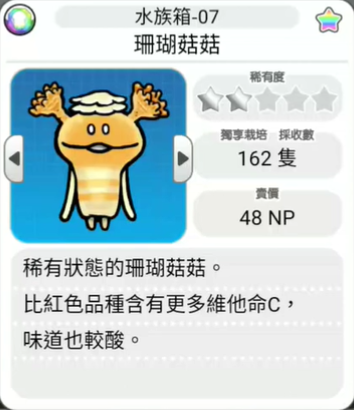 水族箱-07
珊瑚菇菇
稀有度
獨享栽培 採收數
162 隻
賣價
48 NP
稀有狀態的珊瑚菇菇。
比紅色品種含有更多維他命C，
味道也較酸。